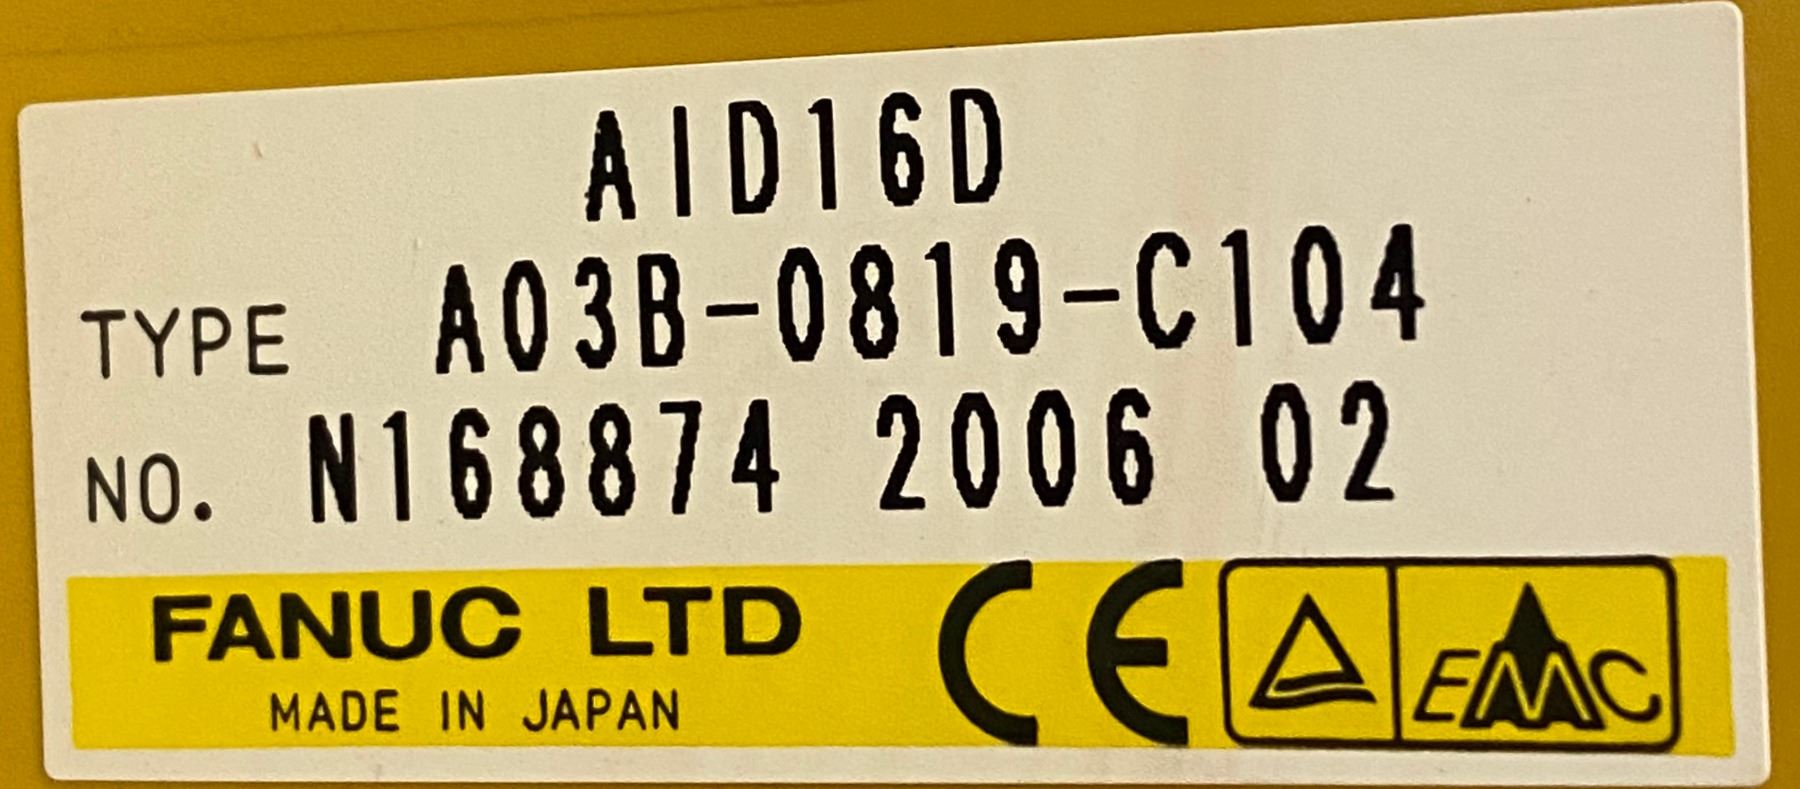 AID16D
TYPE A03B-0819-C104
NO. N168874 2006 02
FANUC LTD
MADE IN JAPAN
CE
EMC